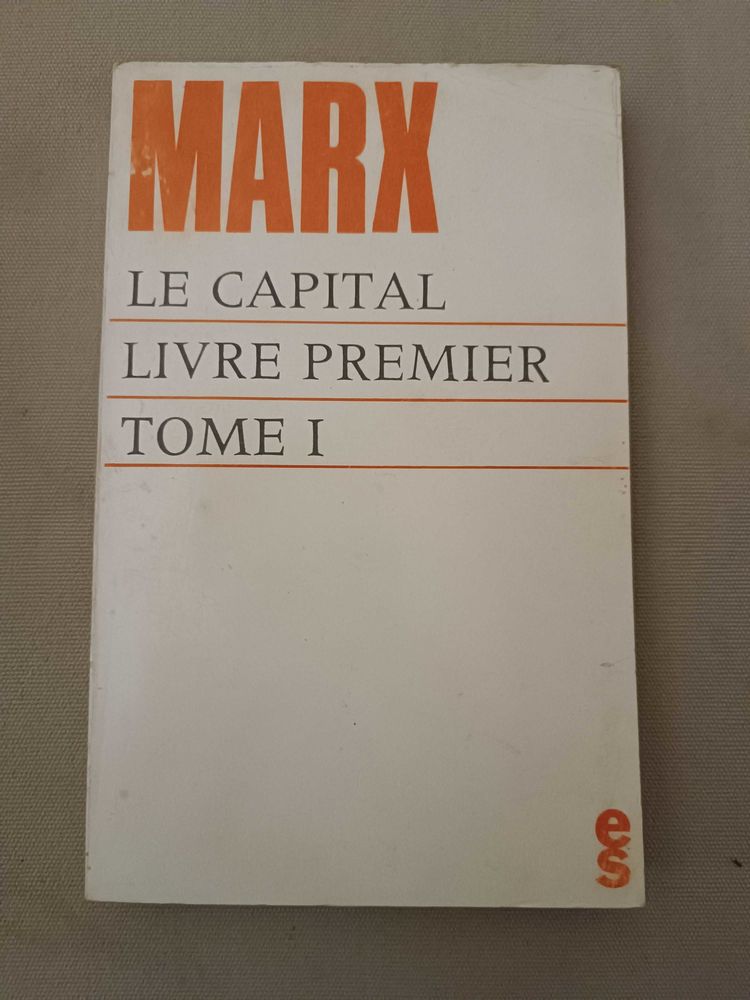 MARX
LE CAPITAL
LIVRE PREMIER
TOME I
es